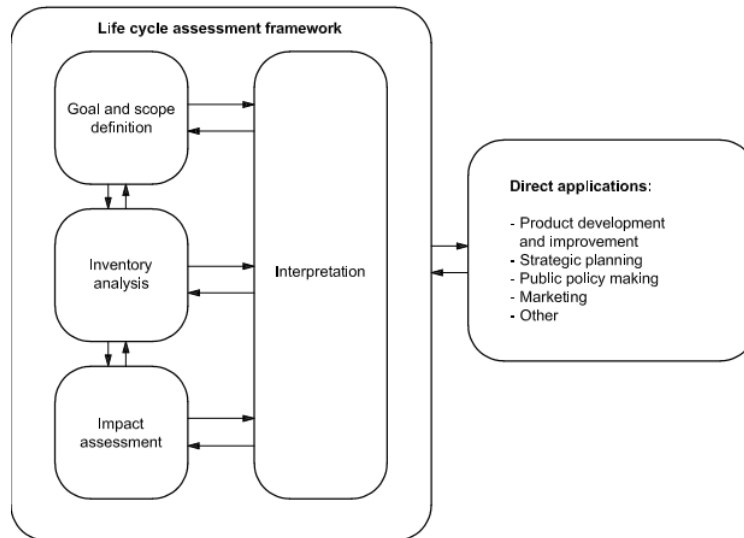 Life cycle assessment framework
Goal and scope
definition
Inventory
analysis
Impact
assessment
Interpretation
Direct applications:
- Product development
and improvement
- Strategic planning
- Public policy making
- Marketing
- Other